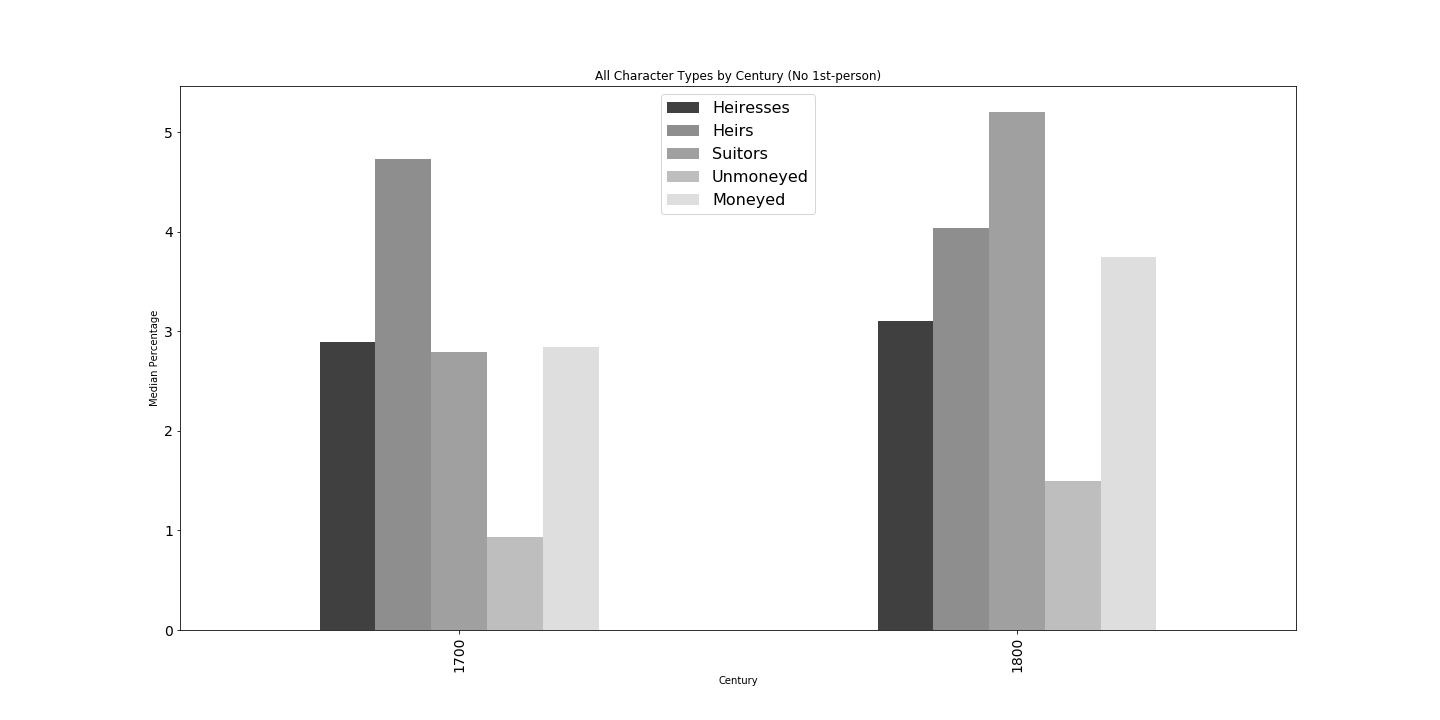 All Character Types by Century (No 1st-person)
Heiresses
Heirs
Suitors
Unmoneyed
Moneyed
Median Percentage
5
4
3
2
1
0
1700
1800
Century